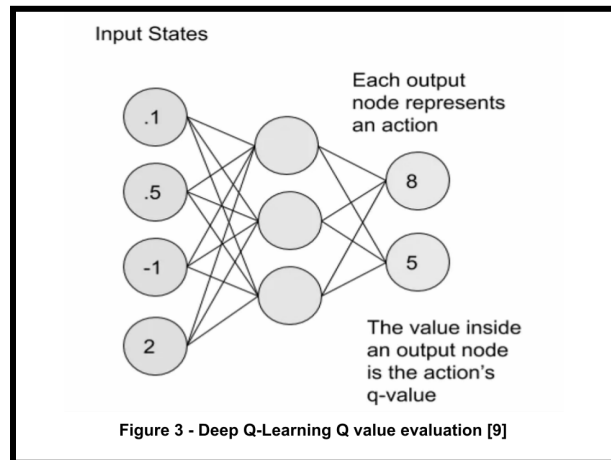 Input States
Each output
node represents
an action
.1
.5
-1
2
8
5
The value inside
an output node
is the action's
q-value
Figure 3 - Deep Q-Learning Q value evaluation [9]